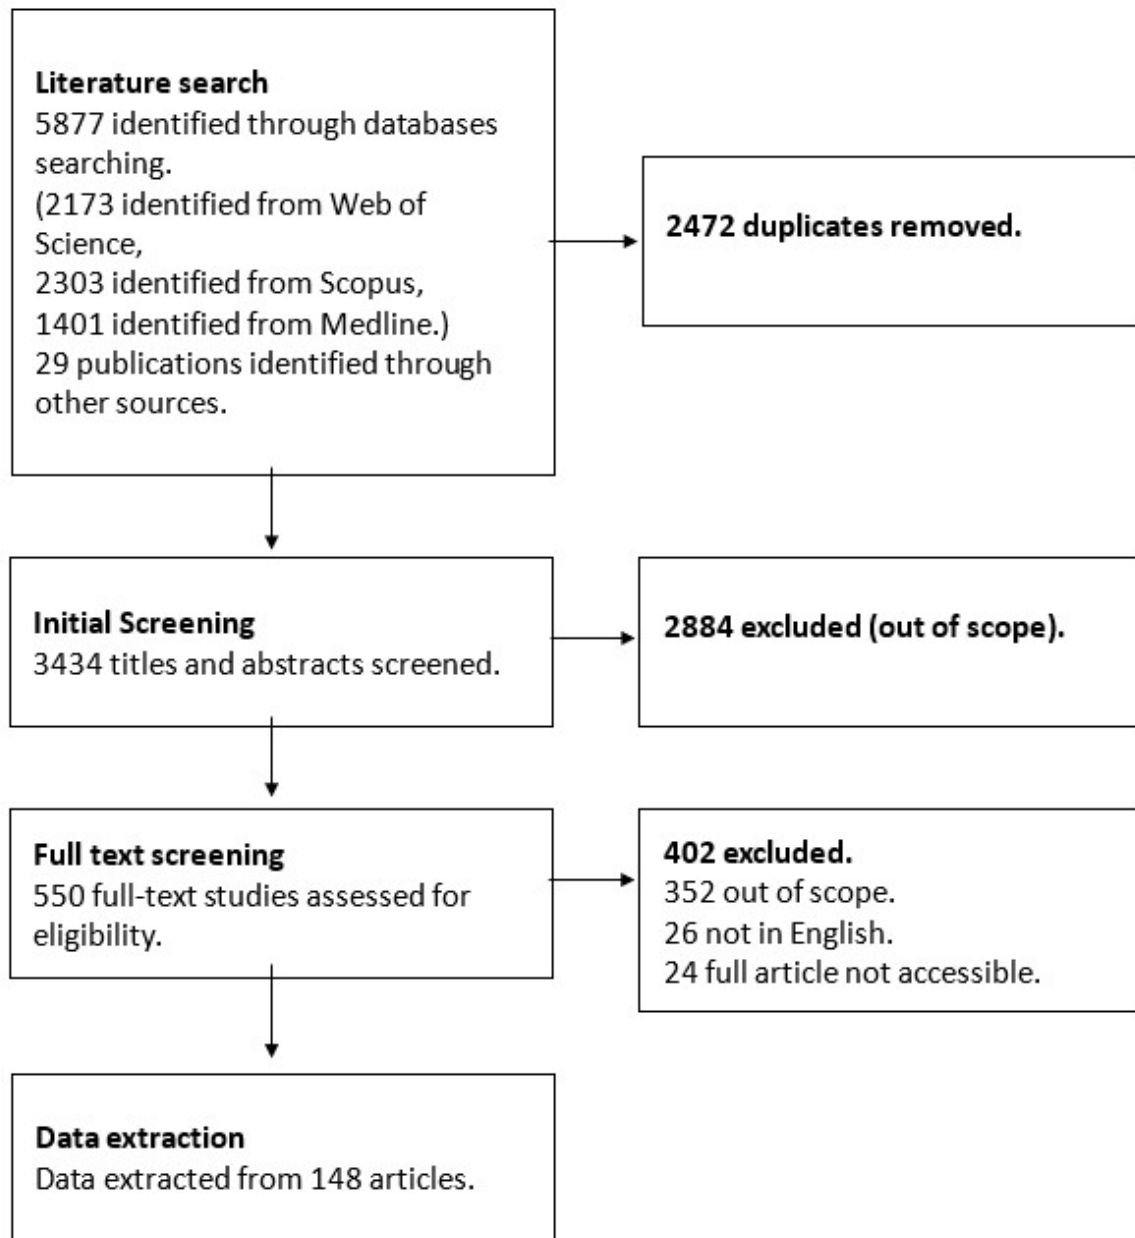 Literature search
5877 identified through databases
searching.
(2173 identified from Web of
Science,
2303 identified from Scopus,
1401 identified from Medline.)
29 publications identified through
other sources.
2472 duplicates removed.
Initial Screening
3434 titles and abstracts screened.
2884 excluded (out of scope).
Full text screening
550 full-text studies assessed for
eligibility.
402 excluded.
352 out of scope.
26 not in English.
24 full article not accessible.
Data extraction
Data extracted from 148 articles.